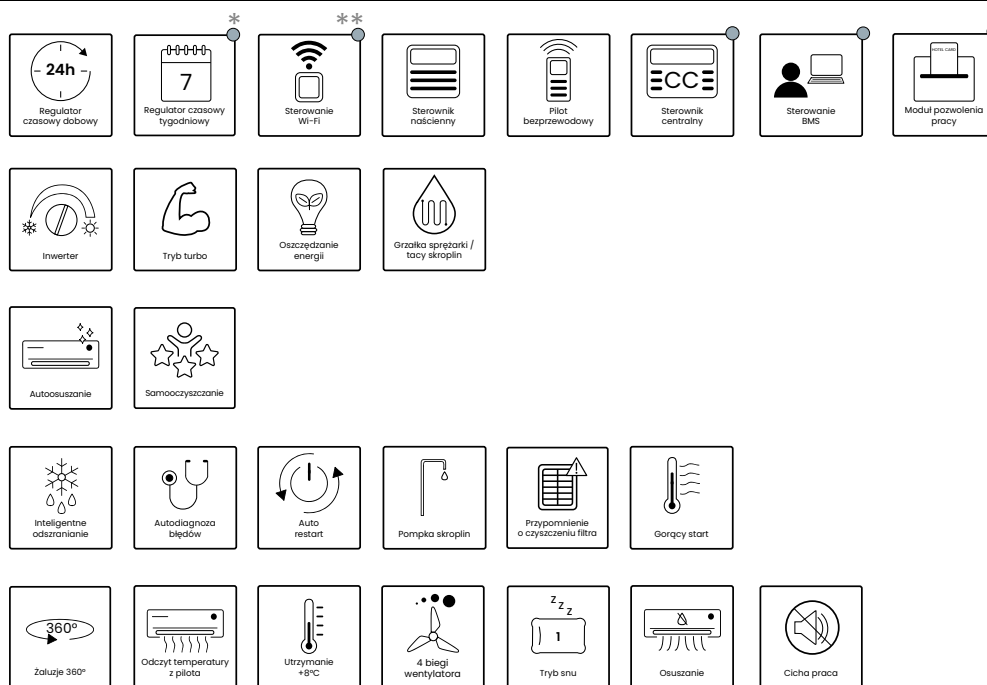 * **
24h
Regulator
czasowy dobowy
7
Regulator czasowy
tygodniowy
Sterowanie
Wi-Fi
Sterownik
naścienny
Pilot
bezprzewodowy
CC
Sterownik
centralny
Sterowanie
BMS
HOTEL CARD
Moduł pozwolenia
pracy
Inwerter
Tryb turbo
Oszczędzanie
energii
Grzałka sprężarki /
tacy skroplin
Autoosuszanie
Samooczyszczanie
Inteligentne
odszranianie
Autodiagnoza
błędów
Auto
restart
Pompka skroplin
Przypomnienie
o czyszczeniu filtra
Gorący start
360°
Żaluzje 360°
Odczyt temperatury
z pilota
Utrzymanie
+8°C
4 biegi
wentylatora
z z z
1
Tryb snu
Osuszanie
Cicha praca